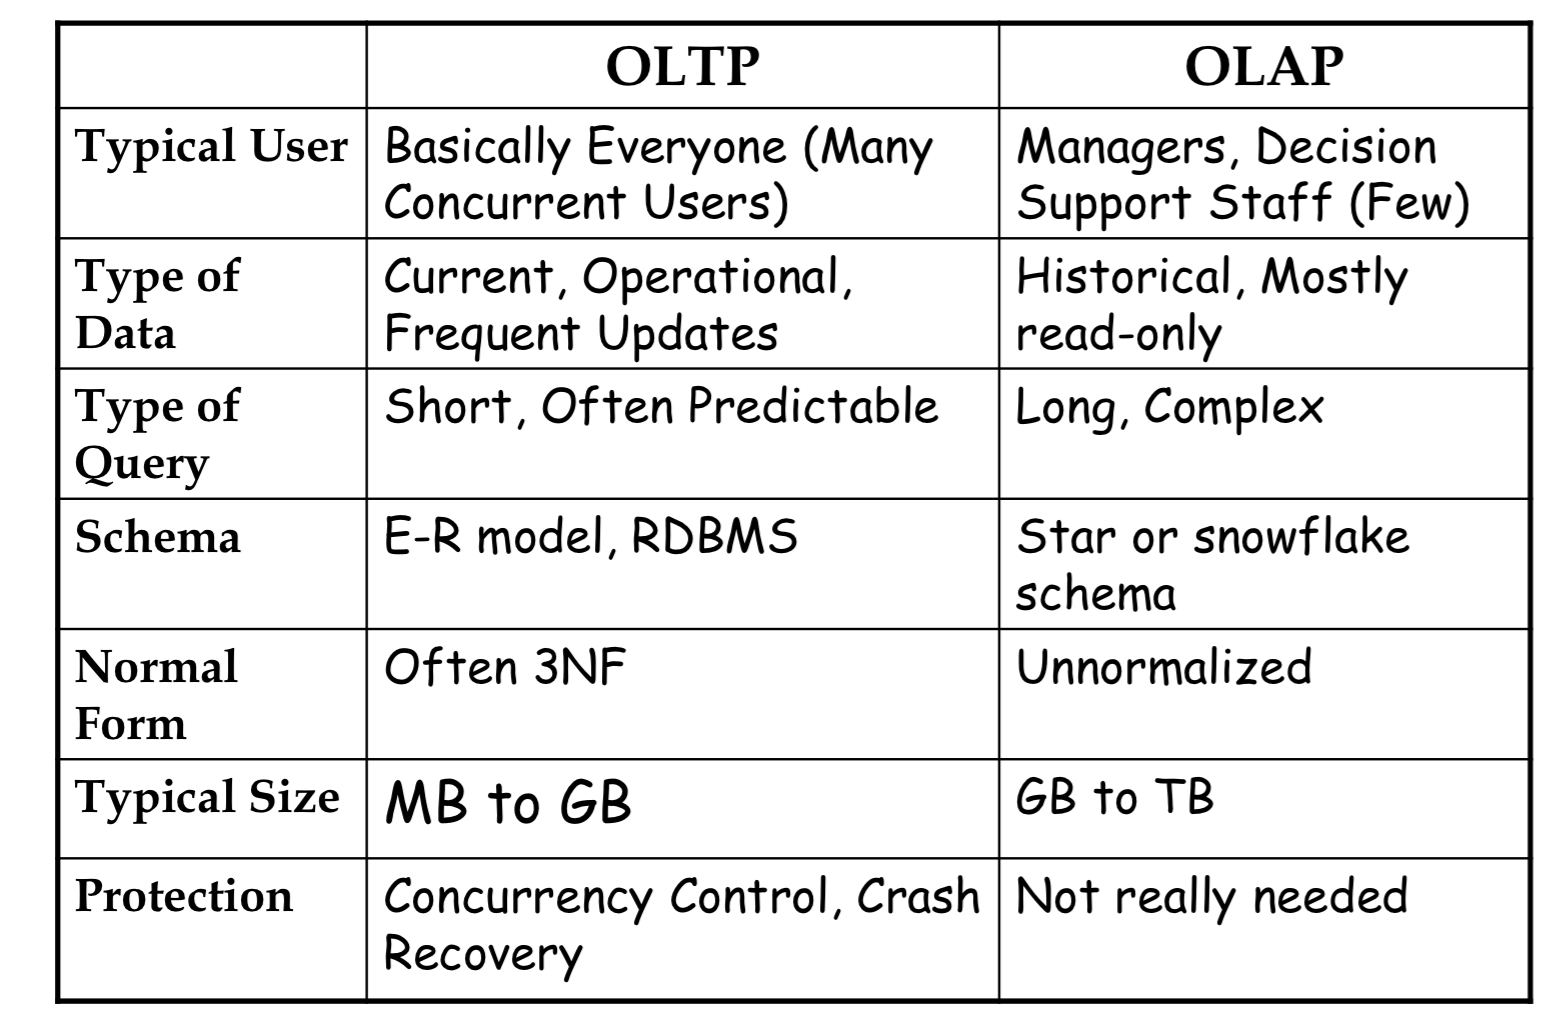 OLTP OLAP
Typical User Basically Everyone (Many Managers, Decision
Concurrent Users) Support Staff (Few)
Type of Current, Operational, Historical, Mostly
Data Frequent Updates read-only
Type of Short, Often Predictable Long, Complex
Query
Schema E-R model, RDBMS Star or snowflake
schema
Normal Often 3NF Unnormalized
Form
Typical Size MB to GB GB to TB
Protection Concurrency Control, Crash Not really needed
Recovery